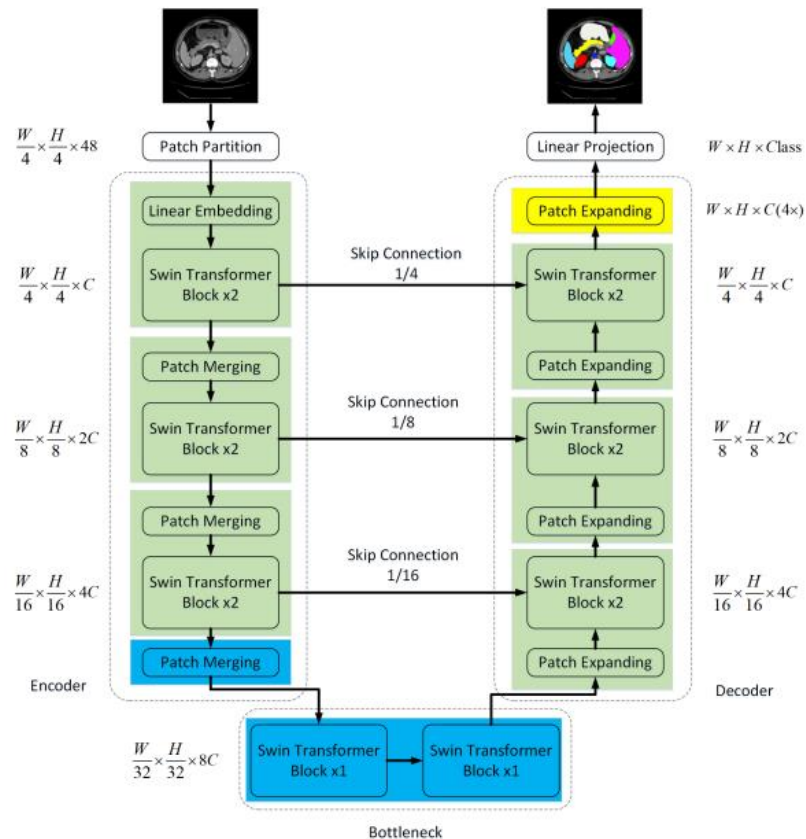 W/4 × H/4 × 48
Patch Partition
Linear Projection
W × H × Class
Linear Embedding
Patch Expanding
W × H × C(4×)
W/4 × H/4 × C
Swin Transformer
Block x2
Skip Connection
1/4
Swin Transformer
Block x2
W/4 × H/4 × C
Patch Merging
Patch Expanding
W/8 × H/8 × 2C
Swin Transformer
Block x2
Skip Connection
1/8
Swin Transformer
Block x2
W/8 × H/8 × 2C
Patch Merging
Patch Expanding
W/16 × H/16 × 4C
Swin Transformer
Block x2
Skip Connection
1/16
Swin Transformer
Block x2
W/16 × H/16 × 4C
Patch Merging
Patch Expanding
Encoder
Decoder
W/32 × H/32 × 8C
Swin Transformer
Block x1
Swin Transformer
Block x1
Bottleneck